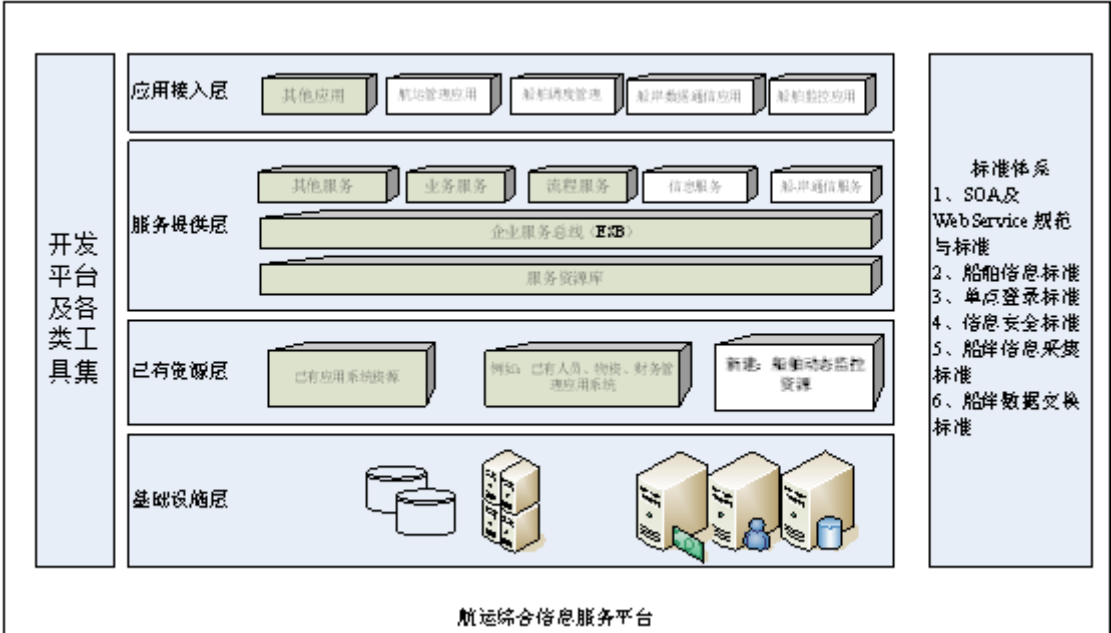 开发
平台
及各
类工
具集
应用接入层
其他应用
航运管理应用
船舶调度管理
船岸数据通信应用
船舶监控应用
服务提供层
其他服务
业务服务
流程服务
信息服务
船岸通信服务
企业服务总线（ESB）
服务资源库
已有资源层
已有应用系统资源
例如：已有人员、物资、财务管
理应用系统
新建：船舶动态监控
资源
基础设施层
标准体系
1、SOA及
WebService 规范
与标准
2、船舶信息标准
3、单点登录标准
4、信息安全标准
5、船岸信息采集
标准
6、船岸数据交换
标准
航运综合信息服务平台